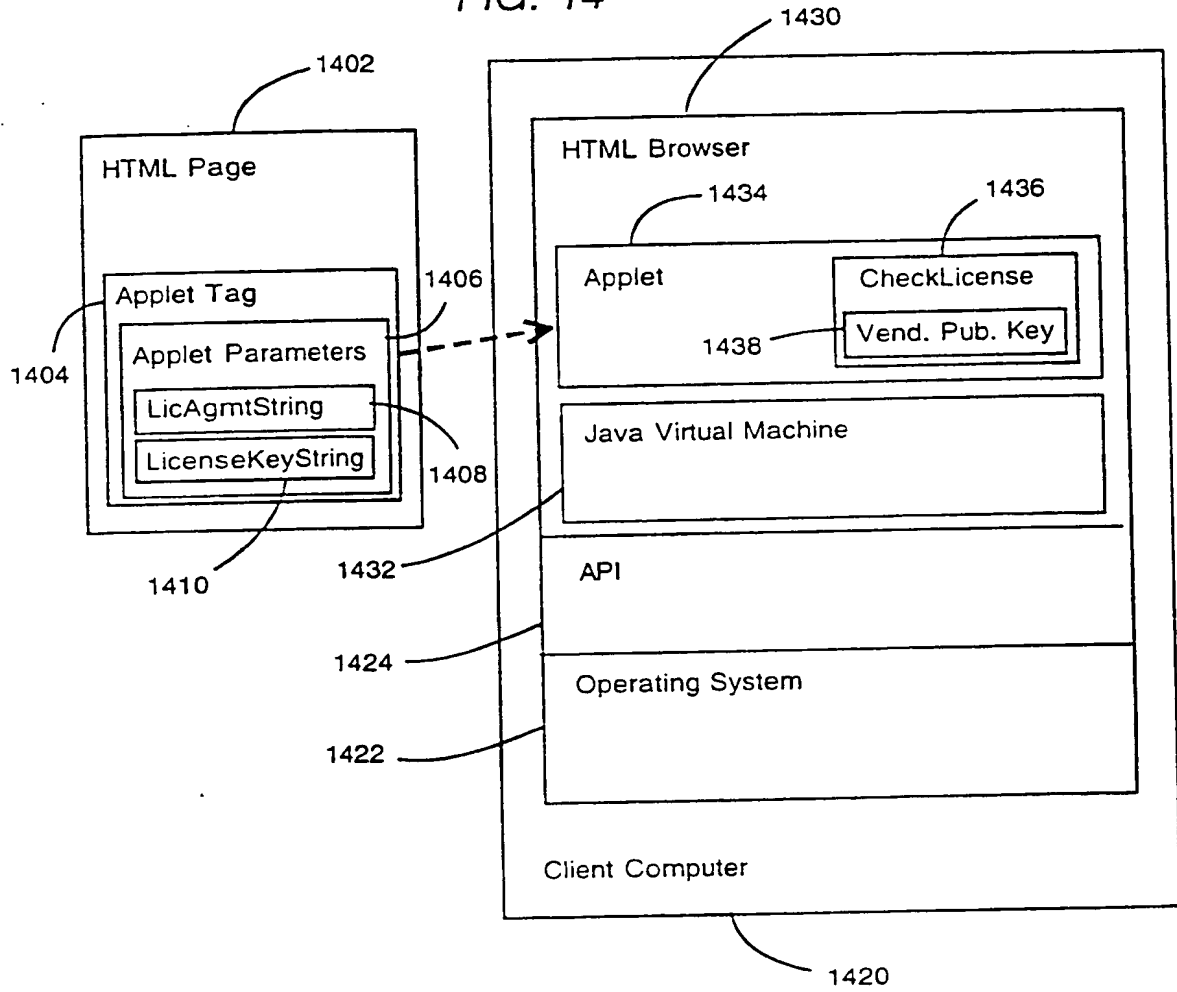 FIG. 14
1430
1402
HTML Page
HTML Browser
1434
1436
Applet
CheckLicense
1438
Vend. Pub. Key
1406
Applet Tag
Applet Parameters
1404
LicAgmtString
LicenseKeyString
1408
1410
Java Virtual Machine
1432
API
1424
Operating System
1422
Client Computer
1420